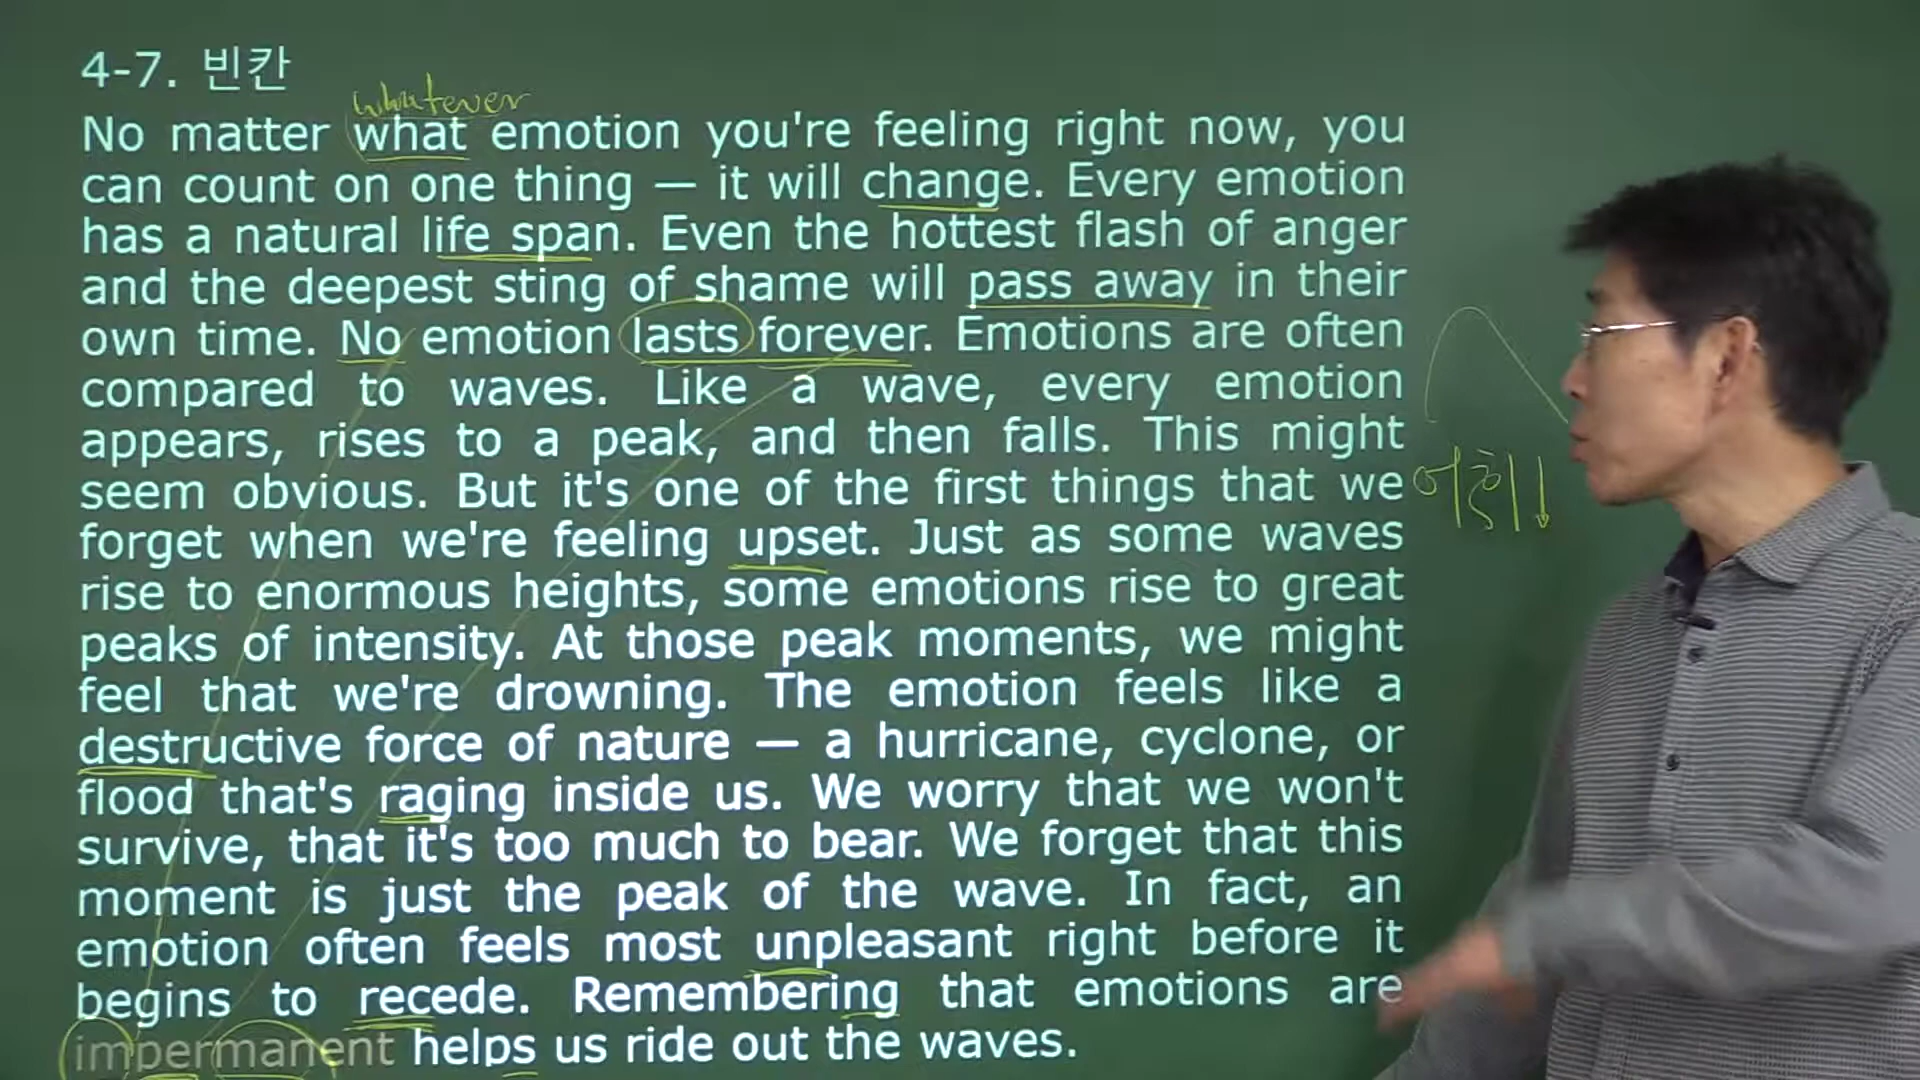 4-7. 빈칸
whatever
No matter what emotion you're feeling right now, you
can count on one thing — it will change. Every emotion
has a natural life span. Even the hottest flash of anger
and the deepest sting of shame will pass away in their
own time. No emotion lasts forever. Emotions are often
compared to waves. Like a wave, every emotion
appears, rises to a peak, and then falls. This might
seem obvious. But it's one of the first things that we
어휘↓
forget when we're feeling upset. Just as some waves
rise to enormous heights, some emotions rise to great
peaks of intensity. At those peak moments, we might
feel that we're drowning. The emotion feels like a
destructive force of nature — a hurricane, cyclone, or
flood that's raging inside us. We worry that we won't
survive, that it's too much to bear. We forget that this
moment is just the peak of the wave. In fact, an
emotion often feels most unpleasant right before it
begins to recede. Remembering that emotions are
impermanent helps us ride out the waves.